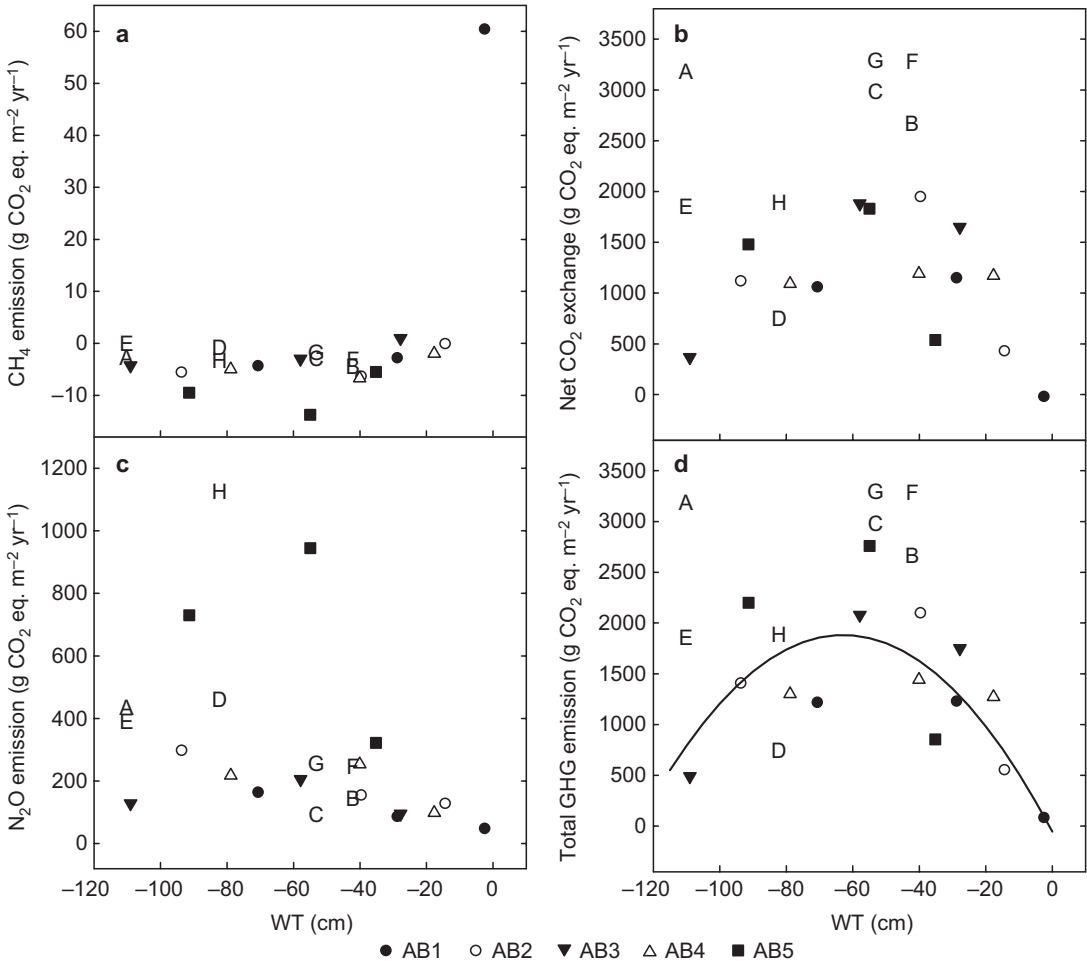 a
60
50
40
30
20
10
0
–10
CH4 emission (g CO2 eq. m–2 yr–1)
E
A
D
H
G
C
F
B
b
3500
3000
2500
2000
1500
1000
500
0
Net CO2 exchange (g CO2 eq. m–2 yr–1)
A
G
F
C
B
E
H
D
c
1200
1000
800
600
400
200
0
N2O emission (g CO2 eq. m–2 yr–1)
H
A
E
D
G
F
B
C
–120 –100 –80 –60 –40 –20 0
WT (cm)
d
3500
3000
2500
2000
1500
1000
500
0
Total GHG emission (g CO2 eq. m–2 yr–1)
A
G
F
C
B
E
H
D
–120 –100 –80 –60 –40 –20 0
WT (cm)
AB1 AB2 AB3 AB4 AB5